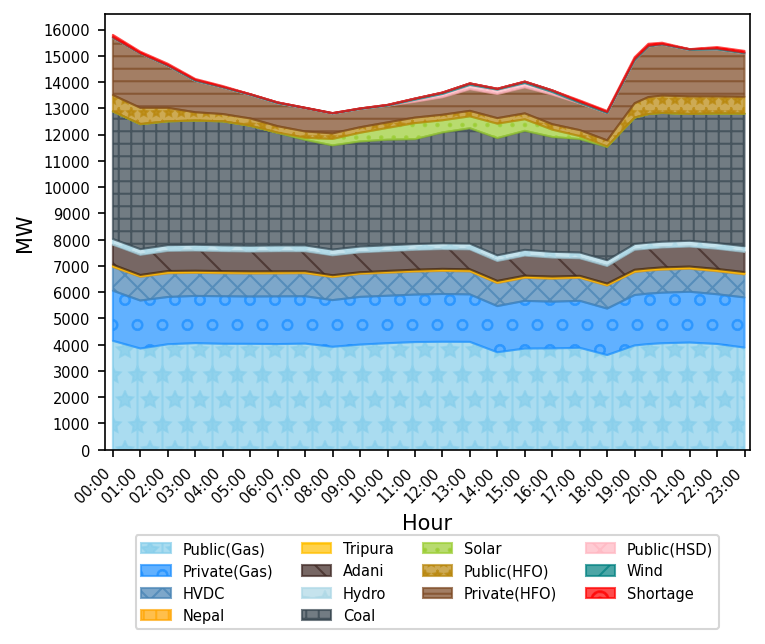 16000
15000
14000
13000
12000
11000
10000
9000
8000
7000
6000
5000
4000
3000
2000
1000
0
MW
00:00 01:00 02:00 03:00 04:00 05:00 06:00 07:00 08:00 09:00 10:00 11:00 12:00 13:00 14:00 15:00 16:00 17:00 18:00 19:00 20:00 21:00 22:00 23:00
Hour
Public(Gas) Tripura Solar Public(HSD)
Private(Gas) Adani Public(HFO) Wind
HVDC Hydro Private(HFO) Shortage
Nepal Coal